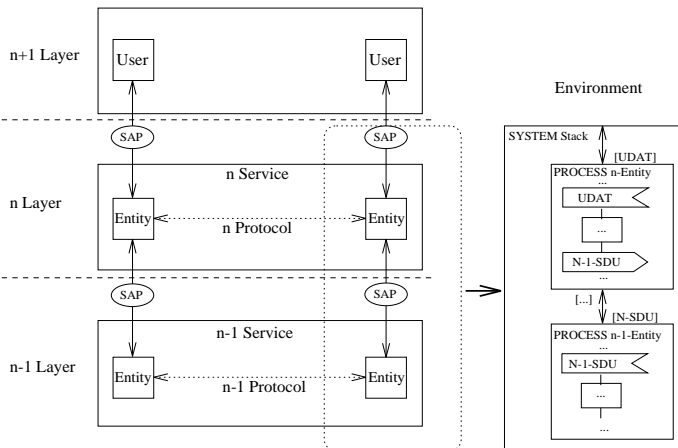 n+1 Layer
User
User
SAP
SAP
n Layer
n Service
Entity
Entity
n Protocol
SAP
SAP
n-1 Layer
n-1 Service
Entity
Entity
n-1 Protocol
Environment
SYSTEM Stack
[UDAT]
PROCESS n-Entity
...
UDAT
...
N-1-SDU
...
[...]
[N-SDU]
PROCESS n-1-Entity
...
N-1-SDU
...
...